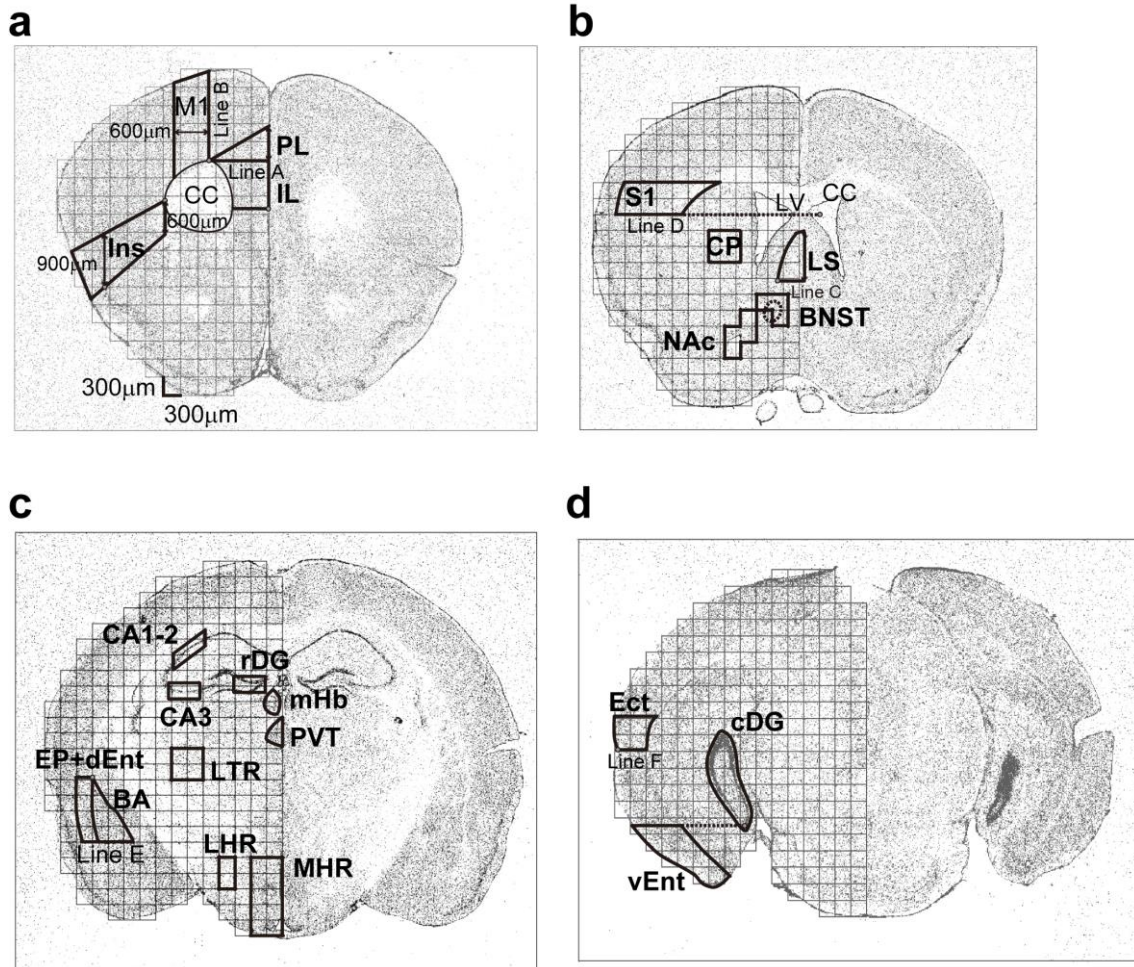 a
M1
Line B
600μm
PL
Line A
CC
IL
600μm
Ins
900μm
300μm
300μm
b
S1
LV
CC
Line D
CP
LS
Line C
BNST
NAc
c
CA1-2
rDG
mHb
CA3
PVT
EP+dEnt
LTR
BA
Line E
LHR
MHR
d
Ect
cDG
Line F
vEnt